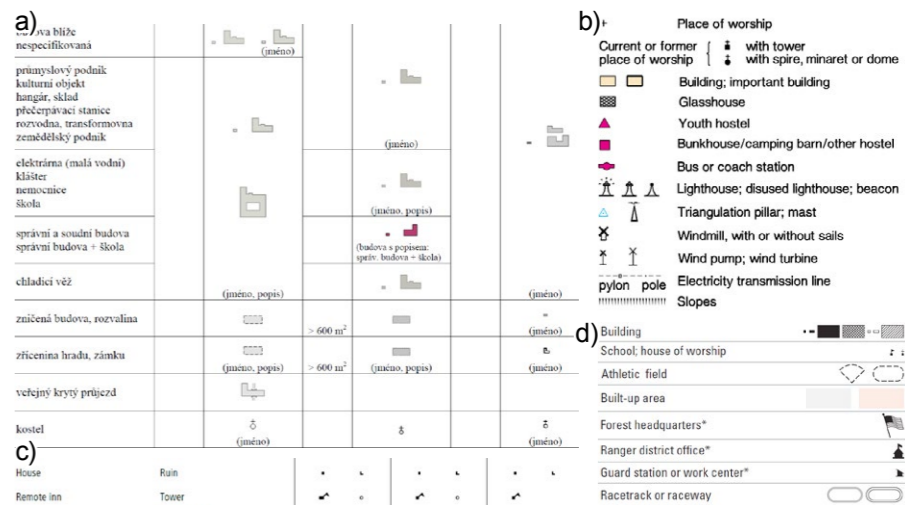 a)
nespecifikovaná
(jméno)
průmyslový podnik
kulturní objekt
hangár, sklad
přečerpávací stanice
rozvodna, transformovna
zemědělský podnik
(jméno)
elektrárna (malá vodní)
klášter
nemocnice
škola
(jméno, popis)
správní a soudní budova
správní budova + škola
(budova s popisem:
správ. budova + škola)
chladicí věž
(jméno, popis)
(jméno)
zničená budova, rozvalina
> 600 m²
(jméno)
zřícenina hradu, zámku
(jméno, popis)
> 600 m²
(jméno, popis)
(jméno)
veřejný krytý průjezd
kostel
(jméno)
(jméno)
b)
Place of worship
Current or former
place of worship
with tower
with spire, minaret or dome
Building; important building
Glasshouse
Youth hostel
Bunkhouse/camping barn/other hostel
Bus or coach station
Lighthouse; disused lighthouse; beacon
Triangulation pillar; mast
Windmill, with or without sails
Wind pump; wind turbine
pylon pole Electricity transmission line
Slopes
c)
House Ruin
Remote inn Tower
d)
Building
School; house of worship
Athletic field
Built-up area
Forest headquarters*
Ranger district office*
Guard station or work center*
Racetrack or raceway